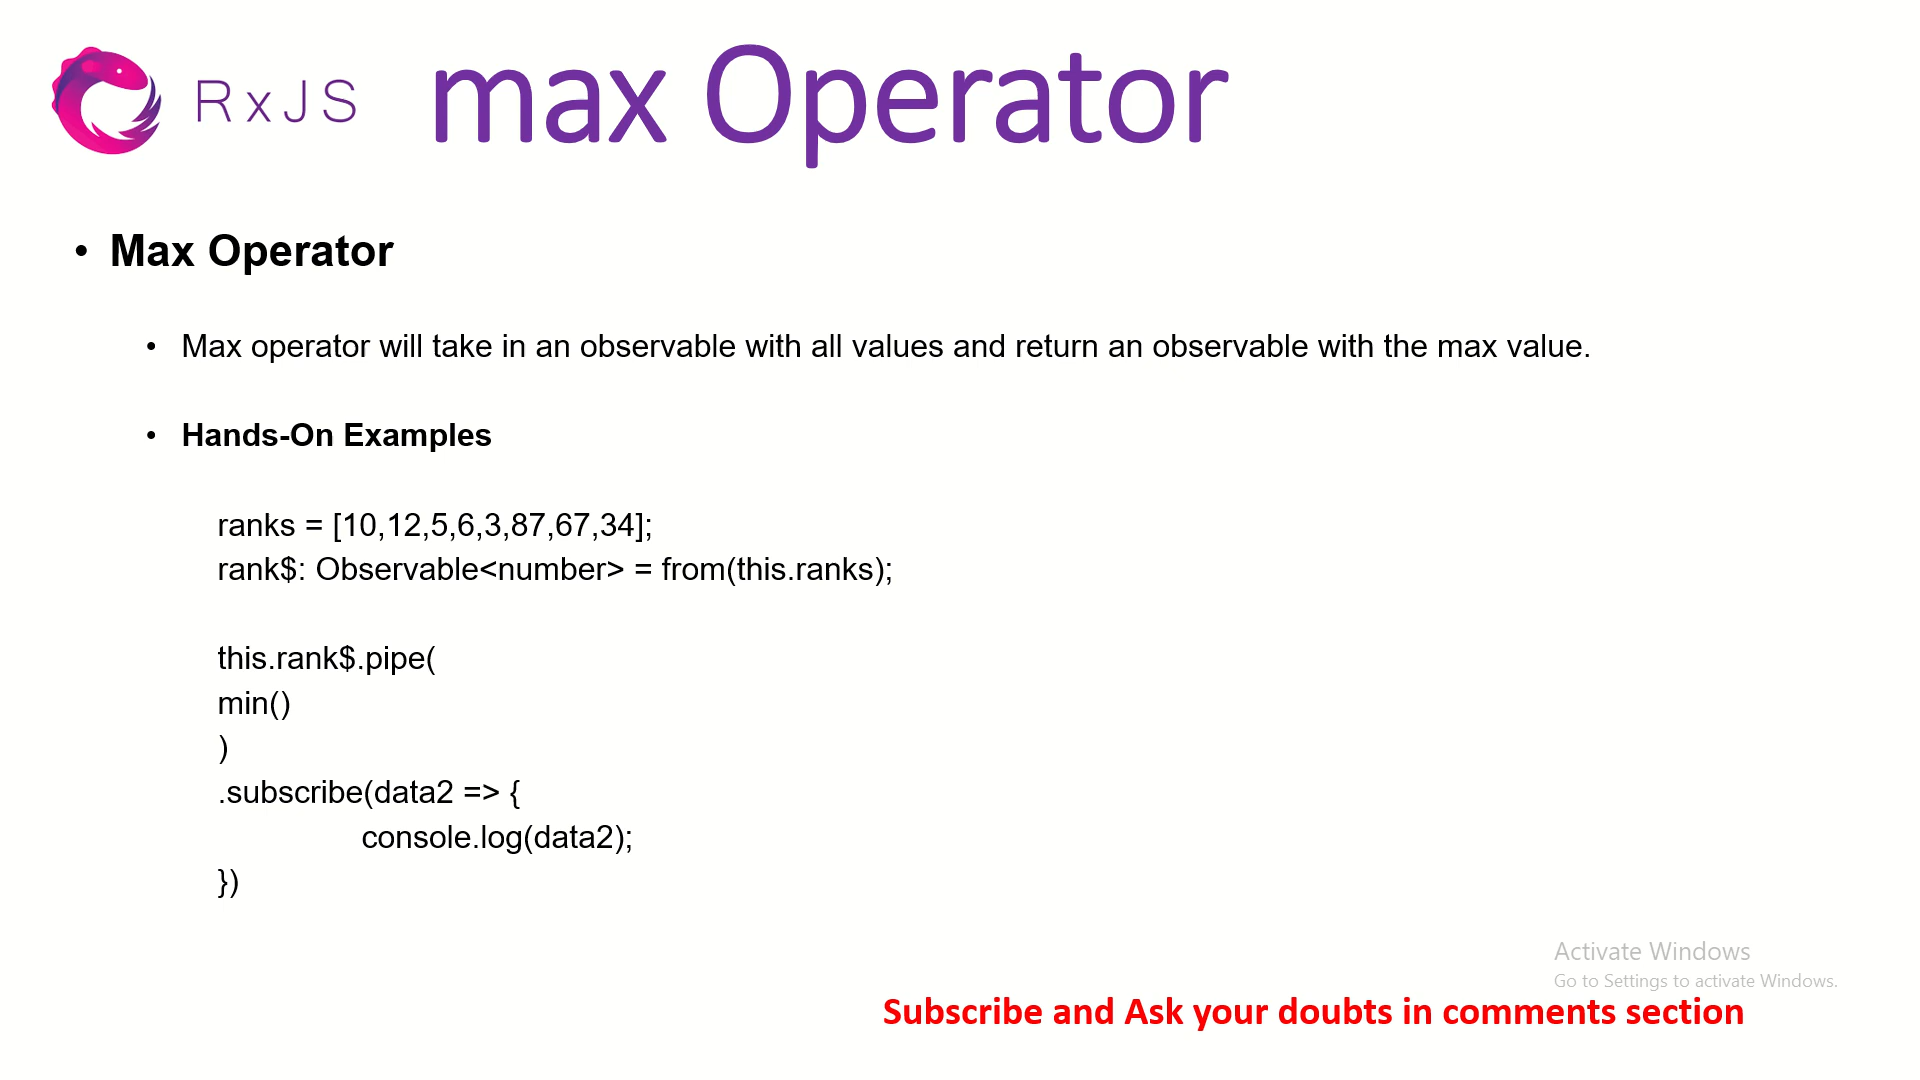 RxJS
max Operator
• Max Operator
• Max operator will take in an observable with all values and return an observable with the max value.
• Hands-On Examples
ranks = [10,12,5,6,3,87,67,34];
rank$: Observable<number> = from(this.ranks);
this.rank$.pipe(
min()
)
.subscribe(data2 => {
console.log(data2);
})
Activate Windows
Go to Settings to activate Windows.
Subscribe and Ask your doubts in comments section